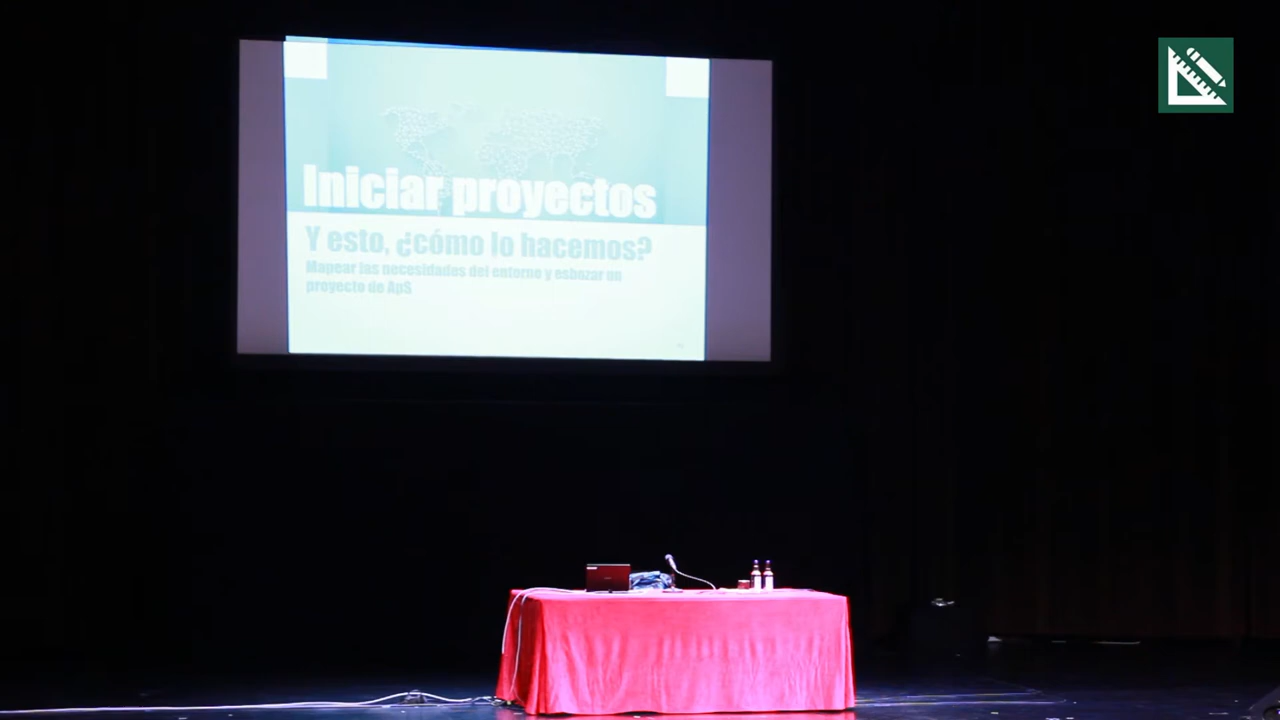 Iniciar proyectos
Y esto, ¿cómo lo hacemos?
Mapear las necesidades del entorno y esbozar un
proyecto de ApS